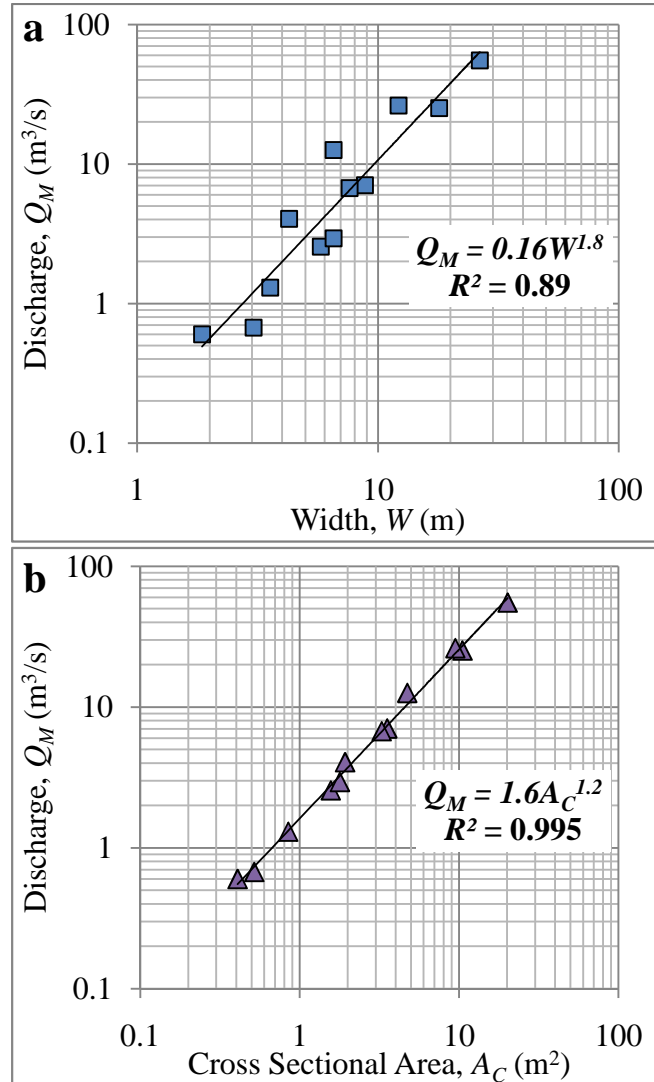 a
100
10
1
0.1
Discharge, Q_M (m³/s)
Q_M = 0.16W^1.8
R² = 0.89
1 10 100
Width, W (m)
b
100
10
1
0.1
Discharge, Q_M (m³/s)
Q_M = 1.6A_C^1.2
R² = 0.995
0.1 1 10 100
Cross Sectional Area, A_C (m²)